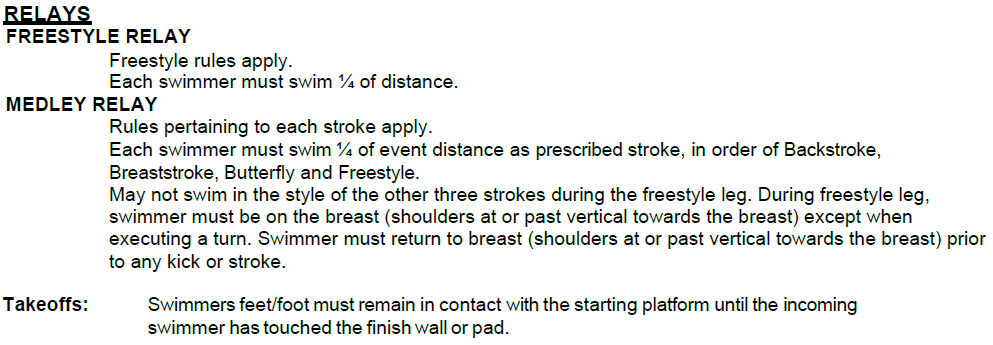 RELAYS
FREESTYLE RELAY
Freestyle rules apply.
Each swimmer must swim ¼ of distance.
MEDLEY RELAY
Rules pertaining to each stroke apply.
Each swimmer must swim ¼ of event distance as prescribed stroke, in order of Backstroke,
Breaststroke, Butterfly and Freestyle.
May not swim in the style of the other three strokes during the freestyle leg. During freestyle leg,
swimmer must be on the breast (shoulders at or past vertical towards the breast) except when
executing a turn. Swimmer must return to breast (shoulders at or past vertical towards the breast) prior
to any kick or stroke.
Takeoffs: Swimmers feet/foot must remain in contact with the starting platform until the incoming
swimmer has touched the finish wall or pad.